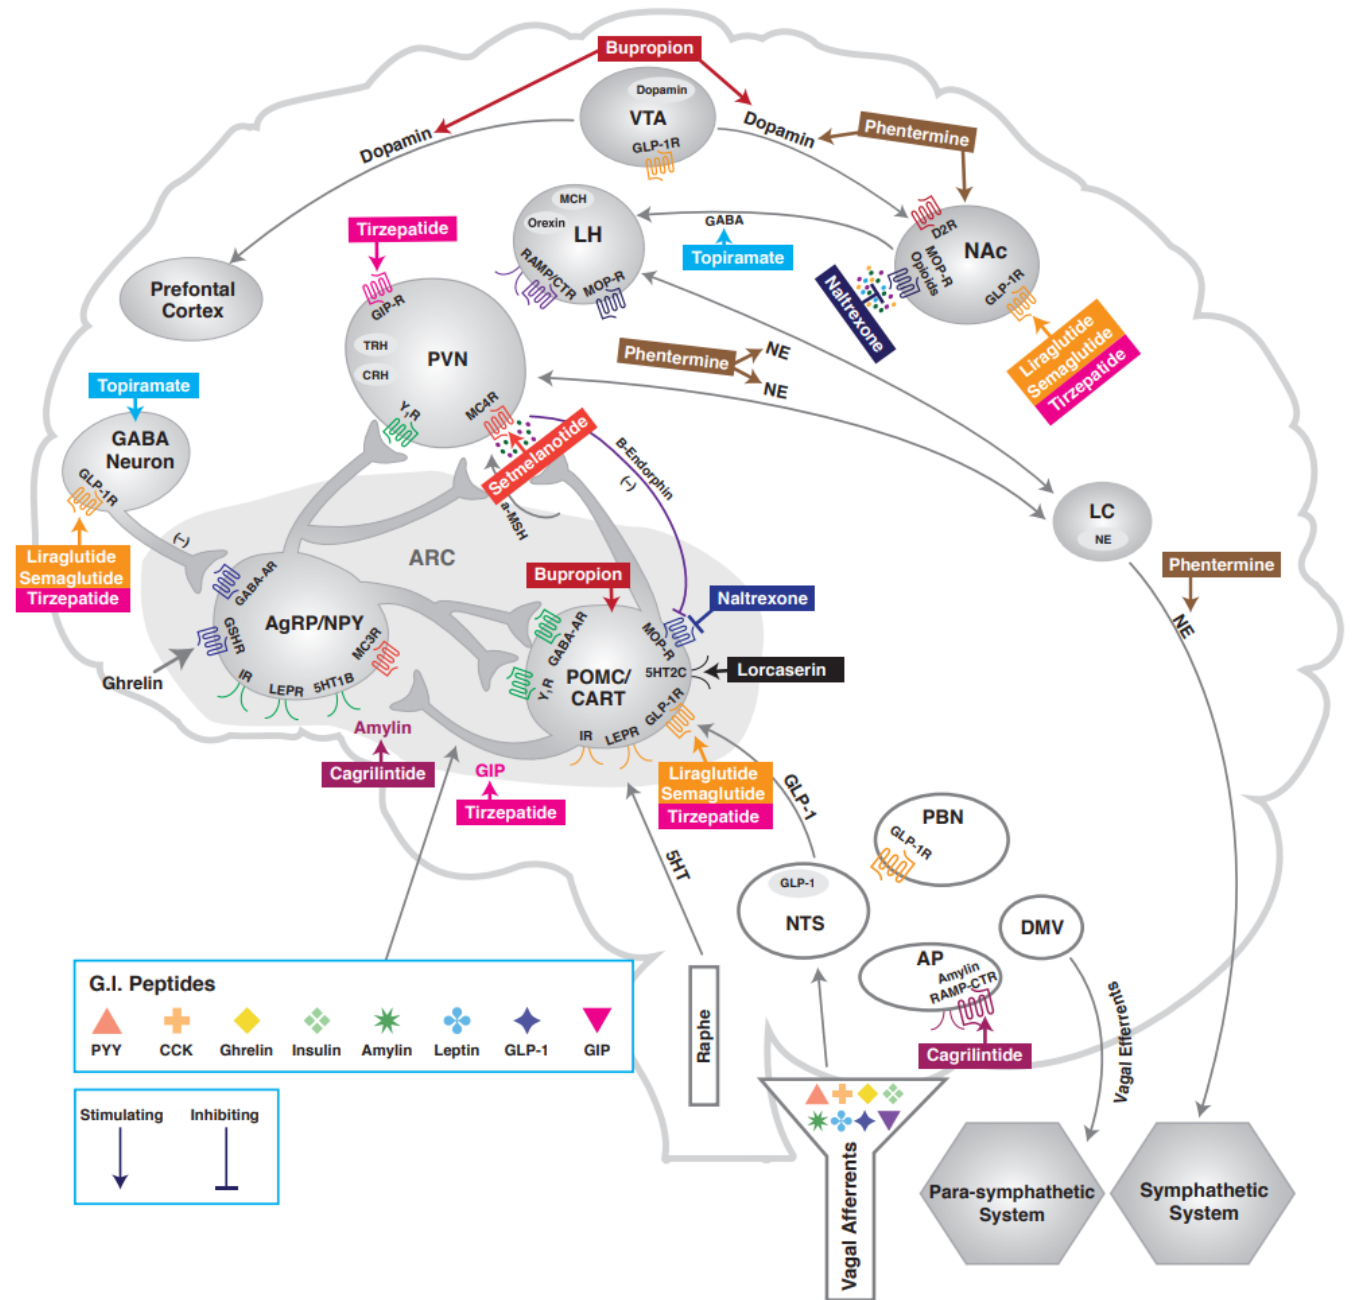 Bupropion
Dopamin
VTA
GLP-1R
Dopamin
Dopamin
Phentermine
MCH
Orexin
LH
RAMP/CTR
MOP-R
GABA
Topiramate
D2R
NAc
MOP-R
Opioids
GLP-1R
Naltrexone
Liraglutide
Semaglutide
Tirzepatide
Tirzepatide
GIP-R
TRH
CRH
PVN
Y₁R
MC4R
Prefontal
Cortex
Phentermine
NE
NE
Topiramate
GABA
Neuron
GLP-1R
(-)
Liraglutide
Semaglutide
Tirzepatide
Setmelanotide
a-MSH
B-Endorphin
(-)
LC
NE
Phentermine
NE
ARC
GABA-AR
GSHR
AgRP/NPY
MC3R
IR
LEPR
5HT1B
Ghrelin
Bupropion
GABA-AR
Y₁R
POMC/
CART
MOP-R
5HT2C
GLP-1R
IR
LEPR
Naltrexone
Lorcaserin
Amylin
Cagrilintide
GIP
Tirzepatide
Liraglutide
Semaglutide
Tirzepatide
GLP-1
5HT
PBN
GLP-1R
GLP-1
NTS
DMV
AP
Amylin
RAMP-CTR
Cagrilintide
Vagal Efferrents
Raphe
G.I. Peptides
PYY
CCK
Ghrelin
Insulin
Amylin
Leptin
GLP-1
GIP
Stimulating
Inhibiting
Vagal Afferrents
Para-symphathetic
System
Symphathetic
System